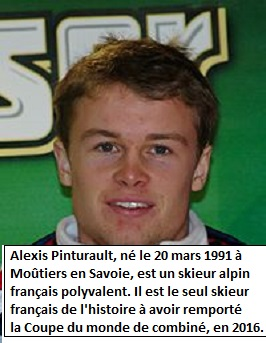 Alexis Pinturault, né le 20 mars 1991 à
Moûtiers en Savoie, est un skieur alpin
français polyvalent. Il est le seul skieur
français de l'histoire à avoir remporté
la Coupe du monde de combiné, en 2016.